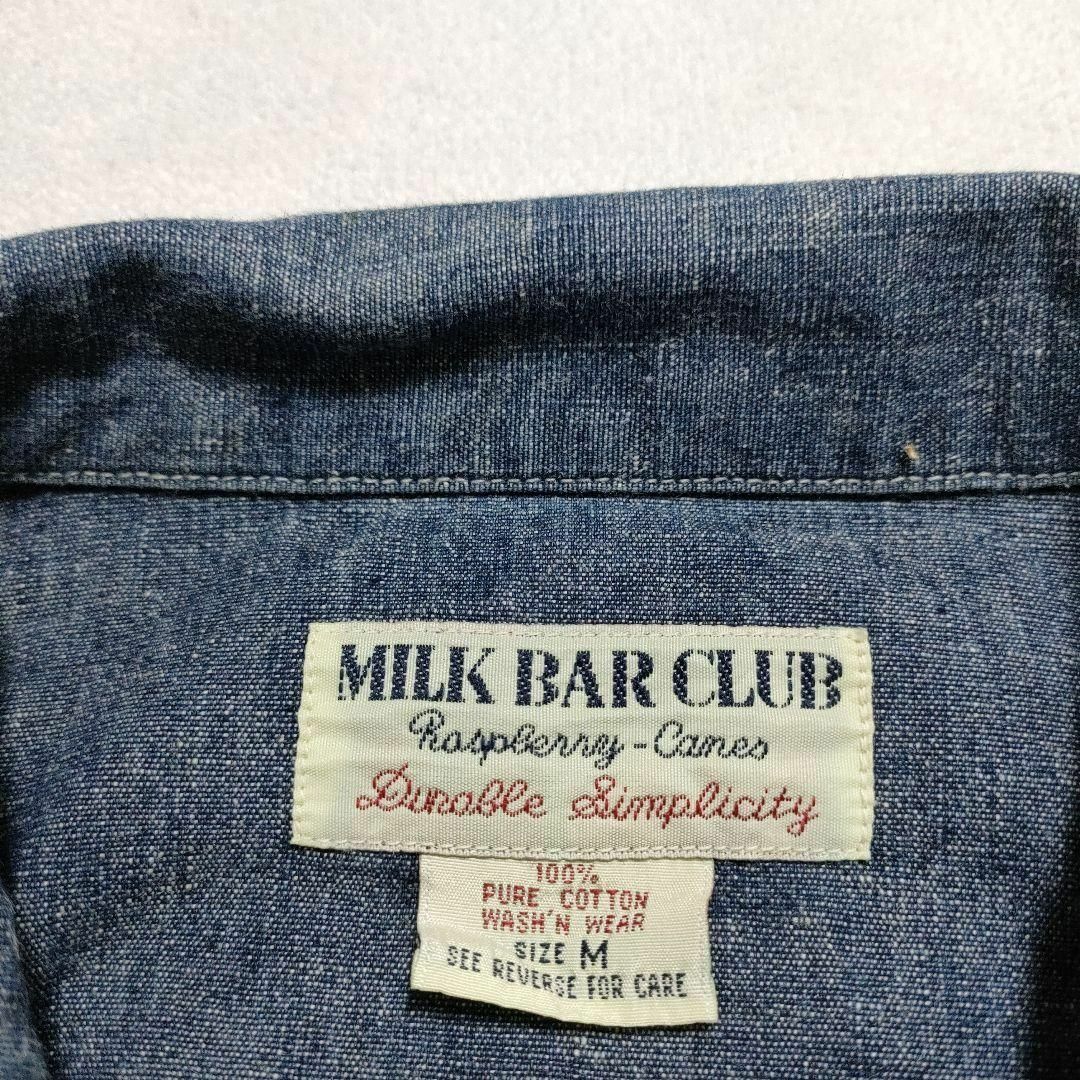 MILK BAR CLUB
Raspberry-Canes
Durable Simplicity
100%
PURE COTTON
WASH'N WEAR
SIZE M
SEE REVERSE FOR CARE